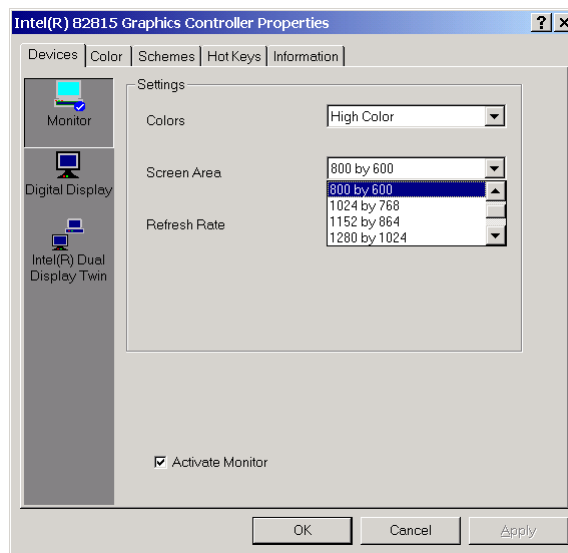 Intel(R) 82815 Graphics Controller Properties
Devices Color Schemes Hot Keys Information
Monitor
Digital Display
Intel(R) Dual
Display Twin
Settings
Colors High Color
Screen Area 800 by 600
800 by 600
1024 by 768
1152 by 864
1280 by 1024
Refresh Rate
Activate Monitor
OK Cancel Apply